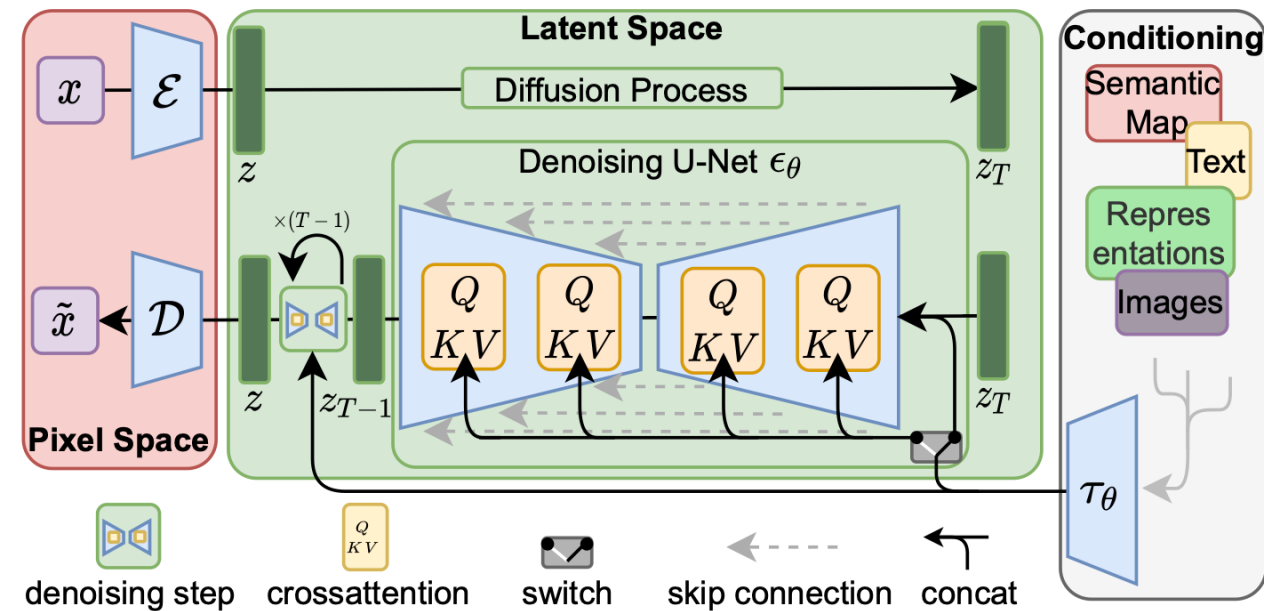 Latent Space
Conditioning
x
ℰ
Diffusion Process
z
z_T
Semantic
Map
Text
Repres
entations
Images
Denoising U-Net ϵ_θ
×(T − 1)
x̃
𝒟
Q
KV
Q
KV
Q
KV
Q
KV
z
z_{T−1}
z_T
Pixel Space
τ_θ
Q
KV
denoising step
crossattention
switch
skip connection
concat